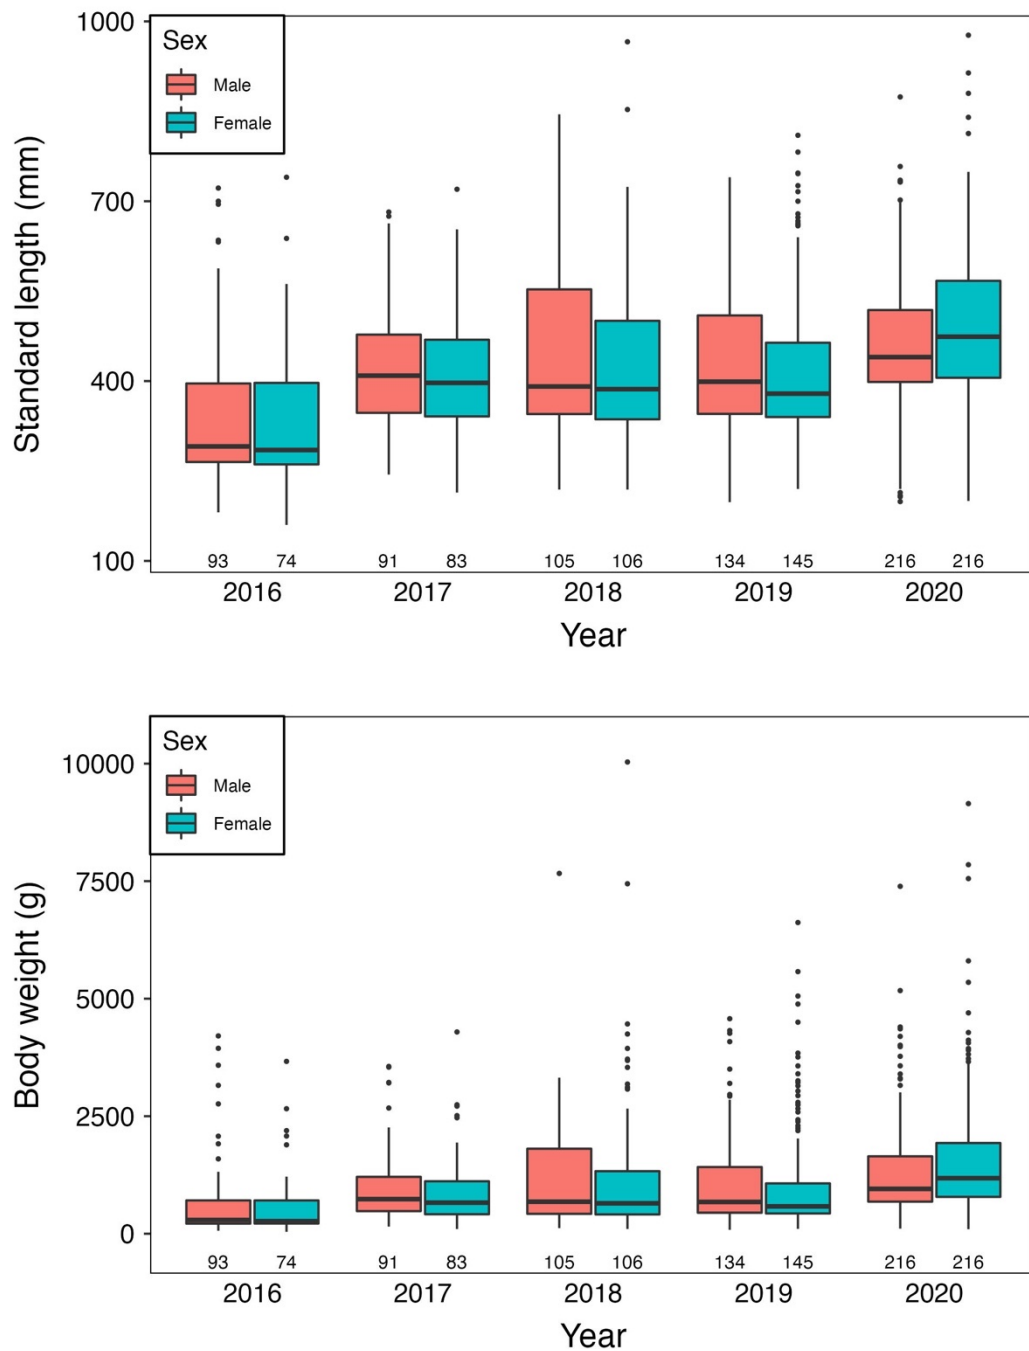 1000
Sex
Male
Female
700
400
100
Standard length (mm)
93 74 91 83 105 106 134 145 216 216
2016 2017 2018 2019 2020
Year
Sex
Male
Female
10000
7500
5000
2500
0
Body weight (g)
93 74 91 83 105 106 134 145 216 216
2016 2017 2018 2019 2020
Year